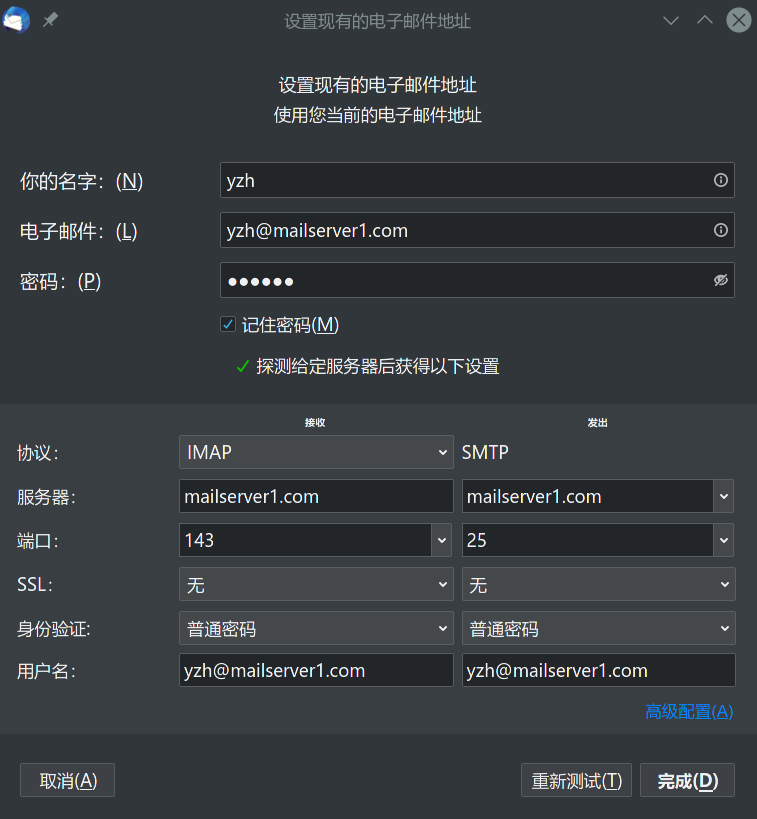 设置现有的电子邮件地址
设置现有的电子邮件地址
使用您当前的电子邮件地址
你的名字：(N) yzh
电子邮件：(L) yzh@mailserver1.com
密码：(P) ●●●●●●
记住密码(M)
探测给定服务器后获得以下设置
接收 发出
协议: IMAP SMTP
服务器: mailserver1.com mailserver1.com
端口: 143 25
SSL: 无 无
身份验证: 普通密码 普通密码
用户名: yzh@mailserver1.com yzh@mailserver1.com
高级配置(A)
取消(A) 重新测试(T) 完成(D)